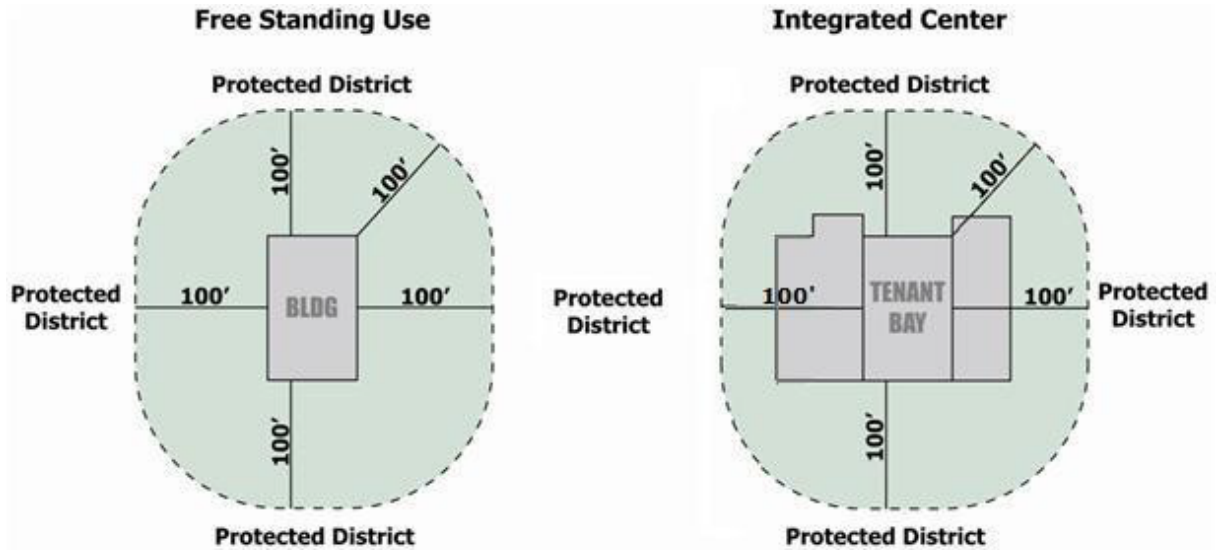 Free Standing Use
Protected District
100’
100’
Protected
District
100’
BLDG
100’
100’
Protected District
Integrated Center
Protected District
100’
100’
Protected
District
100’
TENANT
BAY
100’
Protected
District
100’
Protected District